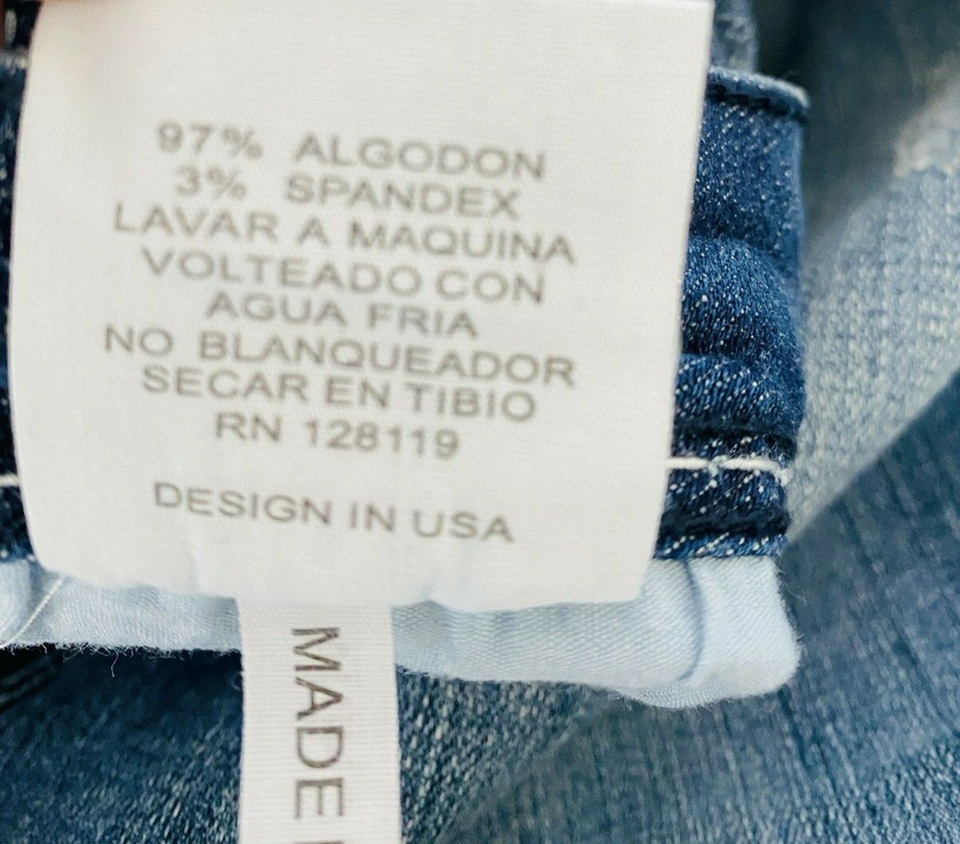 97% ALGODON
3% SPANDEX
LAVAR A MAQUINA
VOLTEADO CON
AGUA FRIA
NO BLANQUEADOR
SECAR EN TIBIO
RN 128119
DESIGN IN USA
MADE